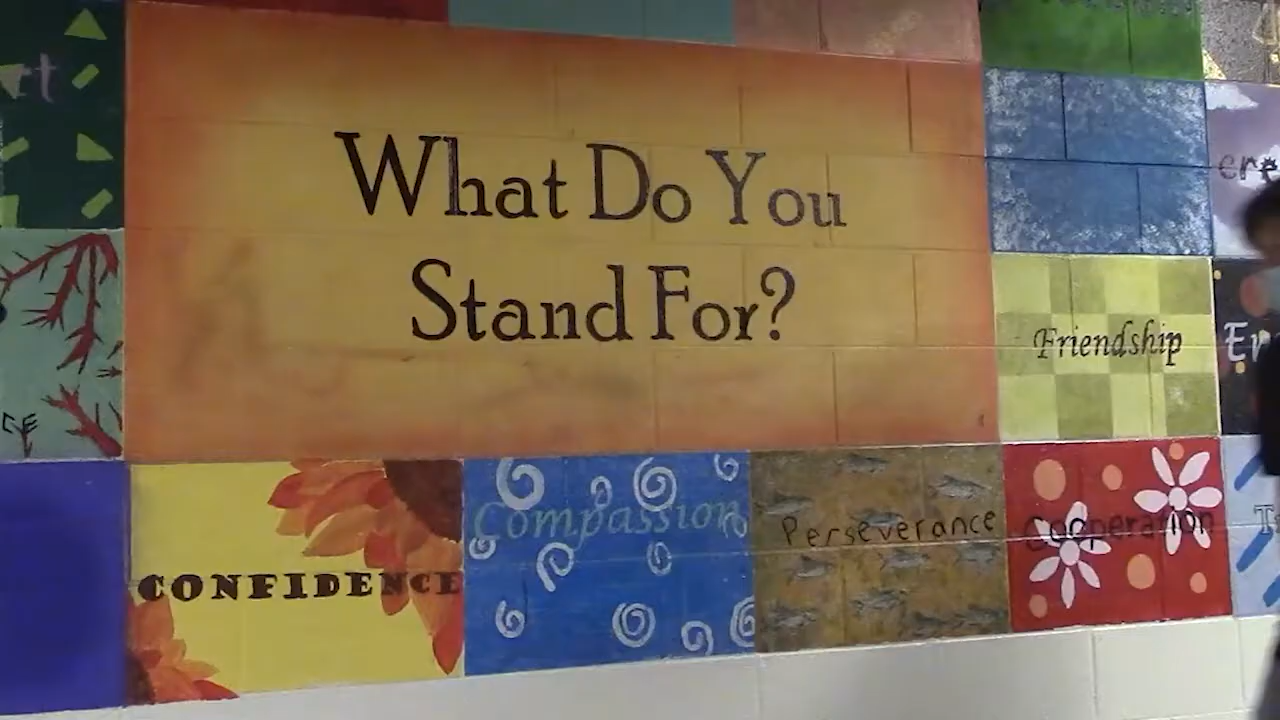 What Do You
Stand For?
Friendship
CONFIDENCE
Compassion
Perseverance
Cooperation